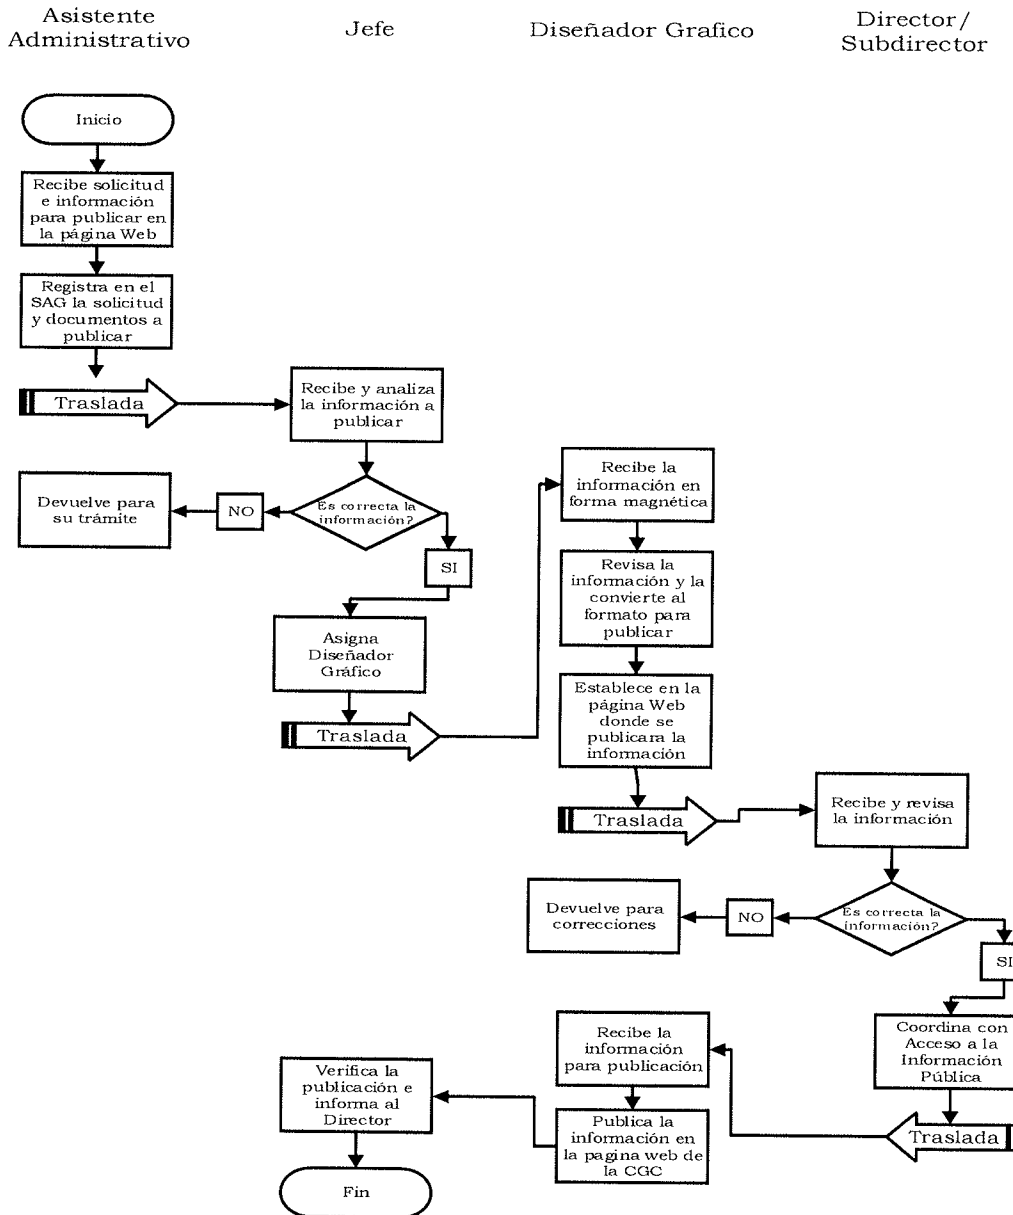 Asistente
Administrativo
Jefe
Diseñador Grafico
Director/
Subdirector
Inicio
Recibe solicitud
e información
para publicar en
la página Web
Registra en el
SAG la solicitud
y documentos a
publicar
Traslada
Recibe y analiza
la información a
publicar
Es correcta la
información?
NO
Devuelve para
su trámite
SI
Asigna
Diseñador
Gráfico
Traslada
Recibe la
información en
forma magnética
Revisa la
información y la
convierte al
formato para
publicar
Establece en la
página Web
donde se
publicara la
información
Traslada
Recibe y revisa
la información
Es correcta la
información?
NO
Devuelve para
correcciones
SI
Coordina con
Acceso a la
Información
Pública
Traslada
Recibe la
información
para publicación
Publica la
información en
la pagina web de
la CGC
Verifica la
publicación e
informa al
Director
Fin